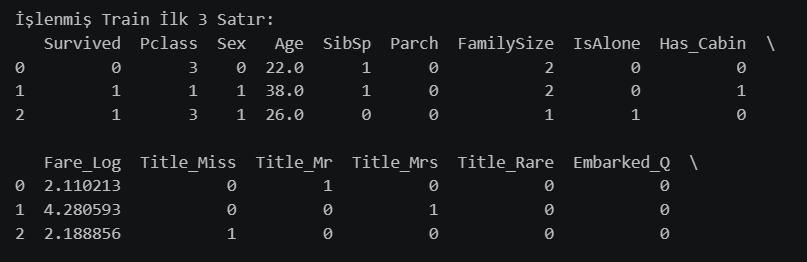 İşlenmiş Train İlk 3 Satır:
   Survived  Pclass  Sex   Age  SibSp  Parch  FamilySize  IsAlone  Has_Cabin  \
0         0       3    0  22.0      1      0           2        0          0
1         1       1    1  38.0      1      0           2        0          1
2         1       3    1  26.0      0      0           1        1          0

   Fare_Log  Title_Miss  Title_Mr  Title_Mrs  Title_Rare  Embarked_Q  \
0  2.110213           0         1          0           0           0
1  4.280593           0         0          1           0           0
2  2.188856           1         0          0           0           0